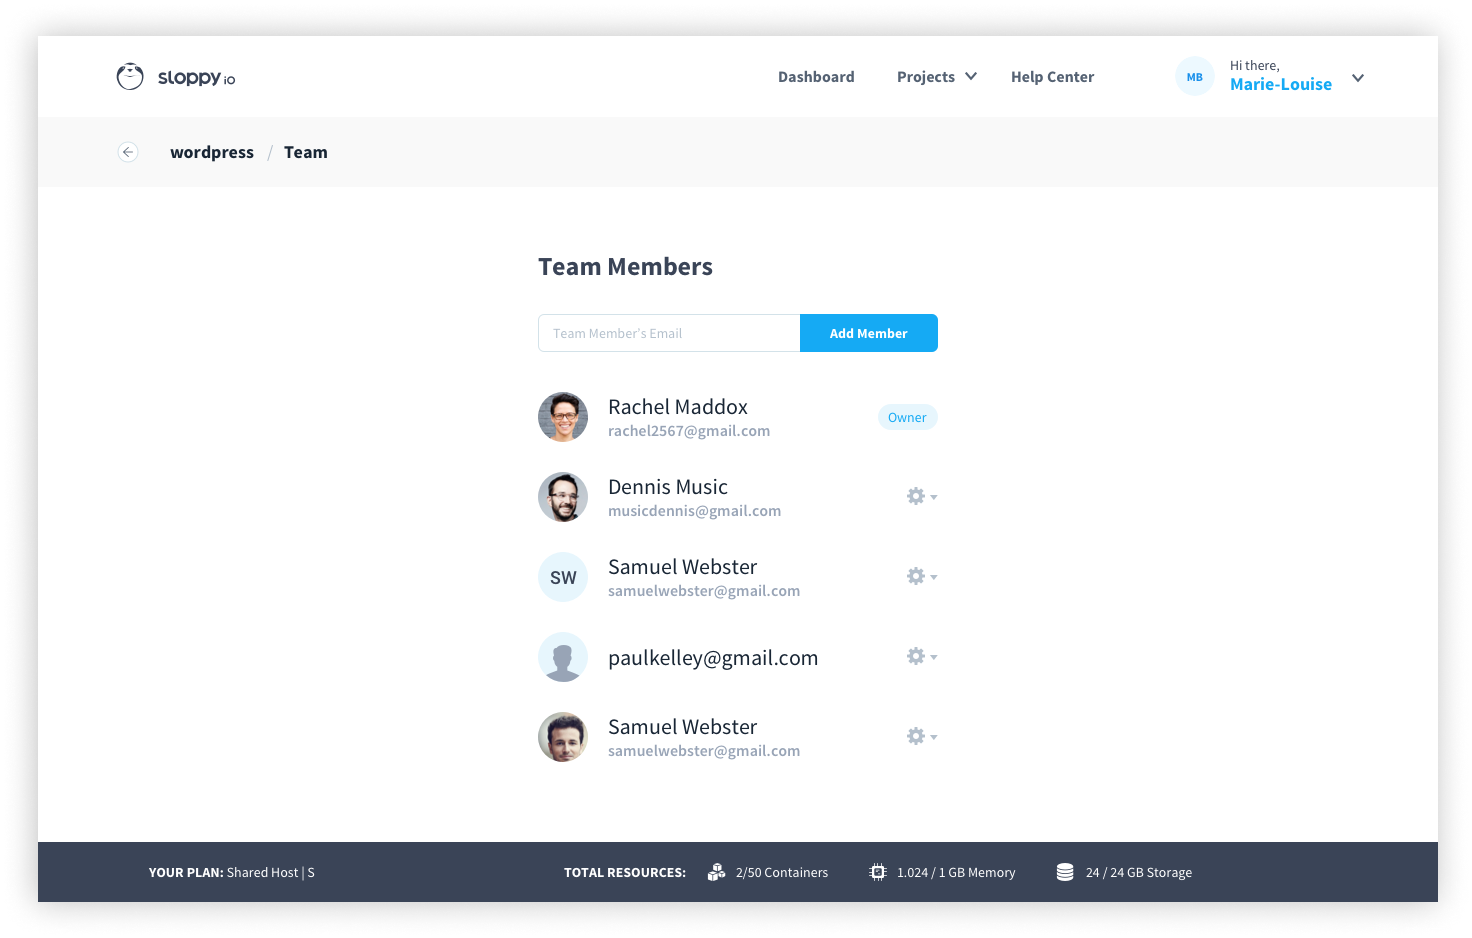 sloppy io
Dashboard
Projects
Help Center
MB
Hi there,
Marie-Louise
wordpress / Team
Team Members
Team Member's Email
Add Member
Rachel Maddox
rachel2567@gmail.com
Owner
Dennis Music
musicdennis@gmail.com
SW
Samuel Webster
samuelwebster@gmail.com
paulkelley@gmail.com
Samuel Webster
samuelwebster@gmail.com
YOUR PLAN: Shared Host | S
TOTAL RESOURCES:
2/50 Containers
1.024 / 1 GB Memory
24 / 24 GB Storage